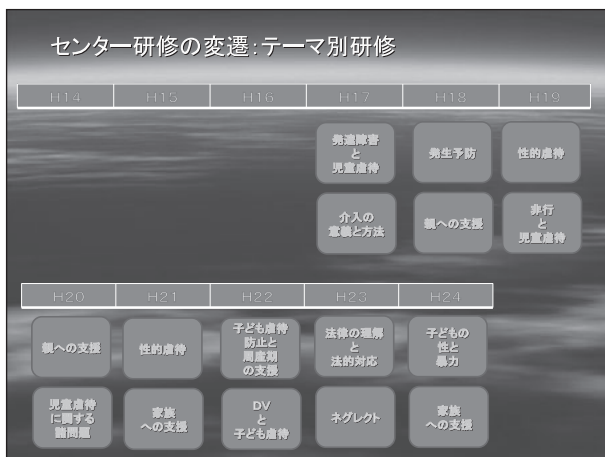 センター研修の変遷：テーマ別研修
H14 H15 H16 H17 H18 H19
発達障害
と
児童虐待
発生予防
性的虐待
介入の
意義と方法
親への支援
非行
と
児童虐待
H20 H21 H22 H23 H24
親への支援
性的虐待
子ども虐待
防止と
周産期
の支援
法律の理解
と
法的対応
子どもの
性と
暴力
児童虐待
に関する
諸問題
家族
への支援
DV
と
子ども虐待
ネグレクト
家族
への支援